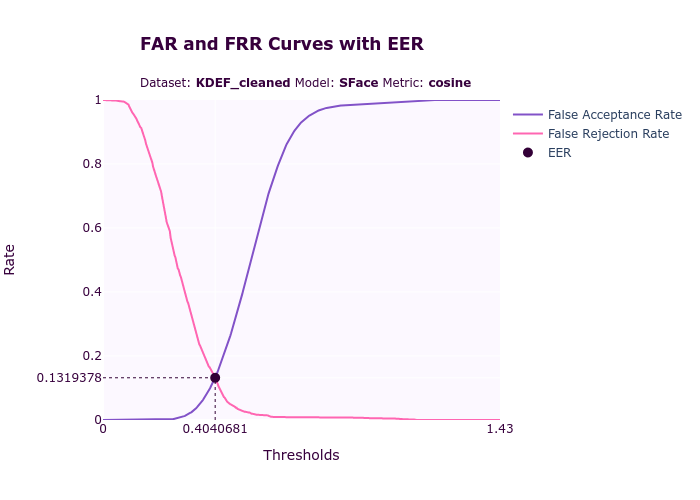 FAR and FRR Curves with EER
Dataset: KDEF_cleaned Model: SFace Metric: cosine
False Acceptance Rate
False Rejection Rate
EER
Rate
1
0.8
0.6
0.4
0.2
0.1319378
0
0
0.4040681
1.43
Thresholds